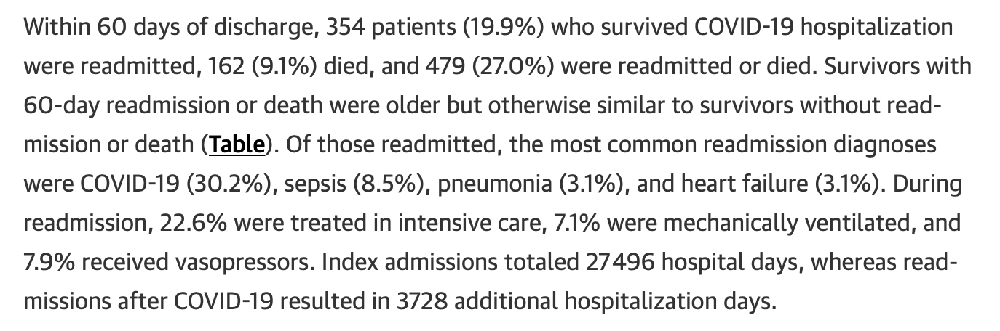 Within 60 days of discharge, 354 patients (19.9%) who survived COVID-19 hospitalization
were readmitted, 162 (9.1%) died, and 479 (27.0%) were readmitted or died. Survivors with
60-day readmission or death were older but otherwise similar to survivors without read-
mission or death (Table). Of those readmitted, the most common readmission diagnoses
were COVID-19 (30.2%), sepsis (8.5%), pneumonia (3.1%), and heart failure (3.1%). During
readmission, 22.6% were treated in intensive care, 7.1% were mechanically ventilated, and
7.9% received vasopressors. Index admissions totaled 27496 hospital days, whereas read-
missions after COVID-19 resulted in 3728 additional hospitalization days.